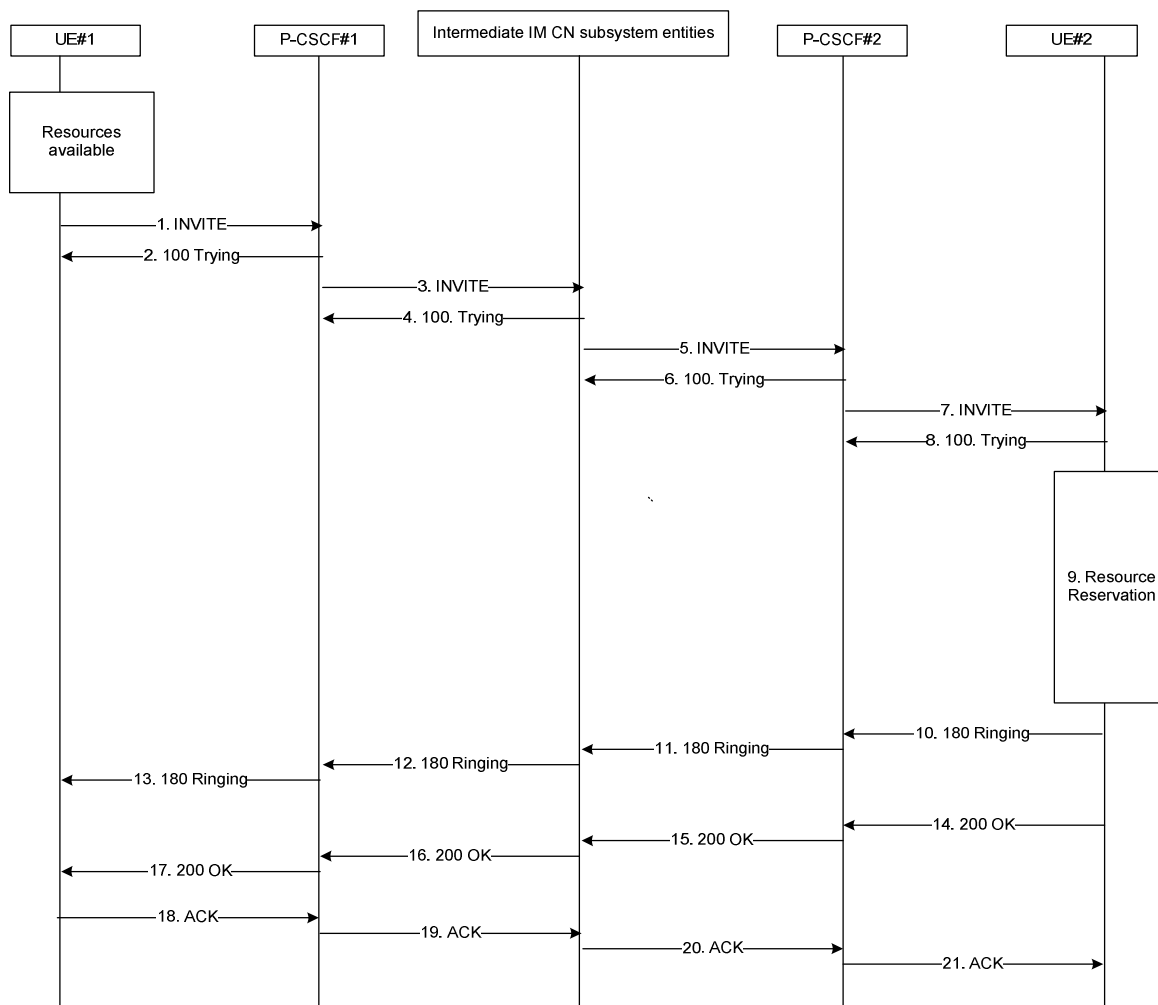 UE#1
P-CSCF#1
Intermediate IM CN subsystem entities
P-CSCF#2
UE#2
Resources
available
1. INVITE
2. 100 Trying
3. INVITE
4. 100. Trying
5. INVITE
6. 100. Trying
7. INVITE
8. 100. Trying
9. Resource
Reservation
10. 180 Ringing
11. 180 Ringing
12. 180 Ringing
13. 180 Ringing
14. 200 OK
15. 200 OK
16. 200 OK
17. 200 OK
18. ACK
19. ACK
20. ACK
21. ACK